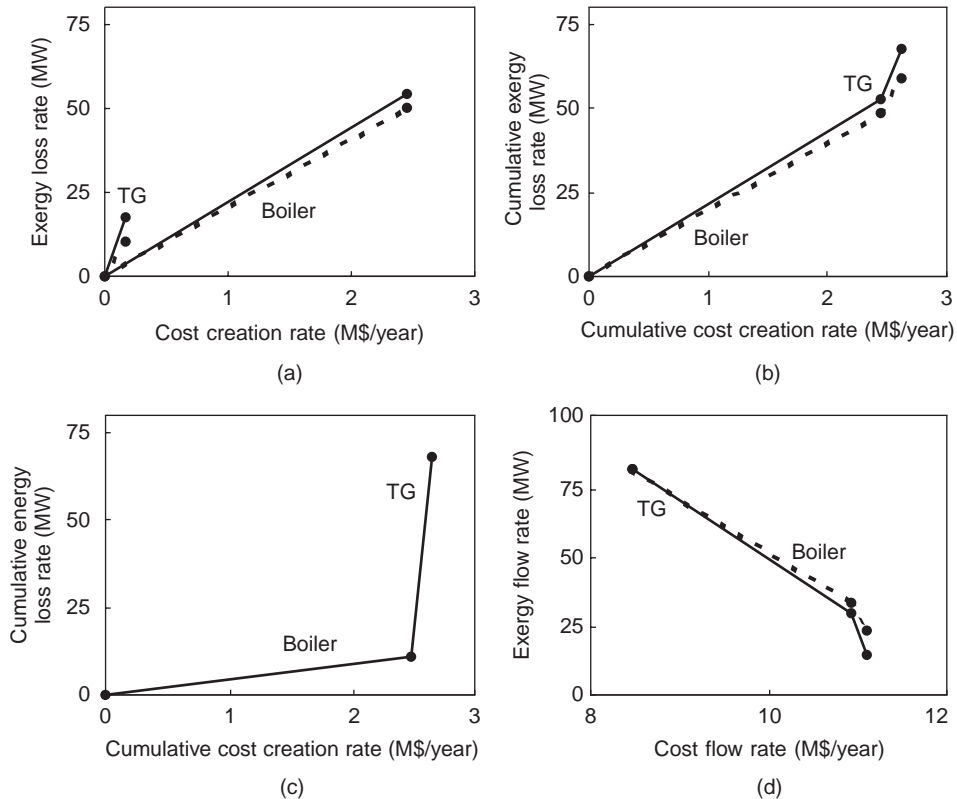 75
50
25
0
Exergy loss rate (MW)
TG
Boiler
0 1 2 3
Cost creation rate (M$/year)
(a)
75
50
25
0
Cumulative exergy
loss rate (MW)
TG
Boiler
0 1 2 3
Cumulative cost creation rate (M$/year)
(b)
75
50
25
0
Cumulative energy
loss rate (MW)
TG
Boiler
0 1 2 3
Cumulative cost creation rate (M$/year)
(c)
100
75
50
25
0
Exergy flow rate (MW)
TG
Boiler
8 10 12
Cost flow rate (M$/year)
(d)